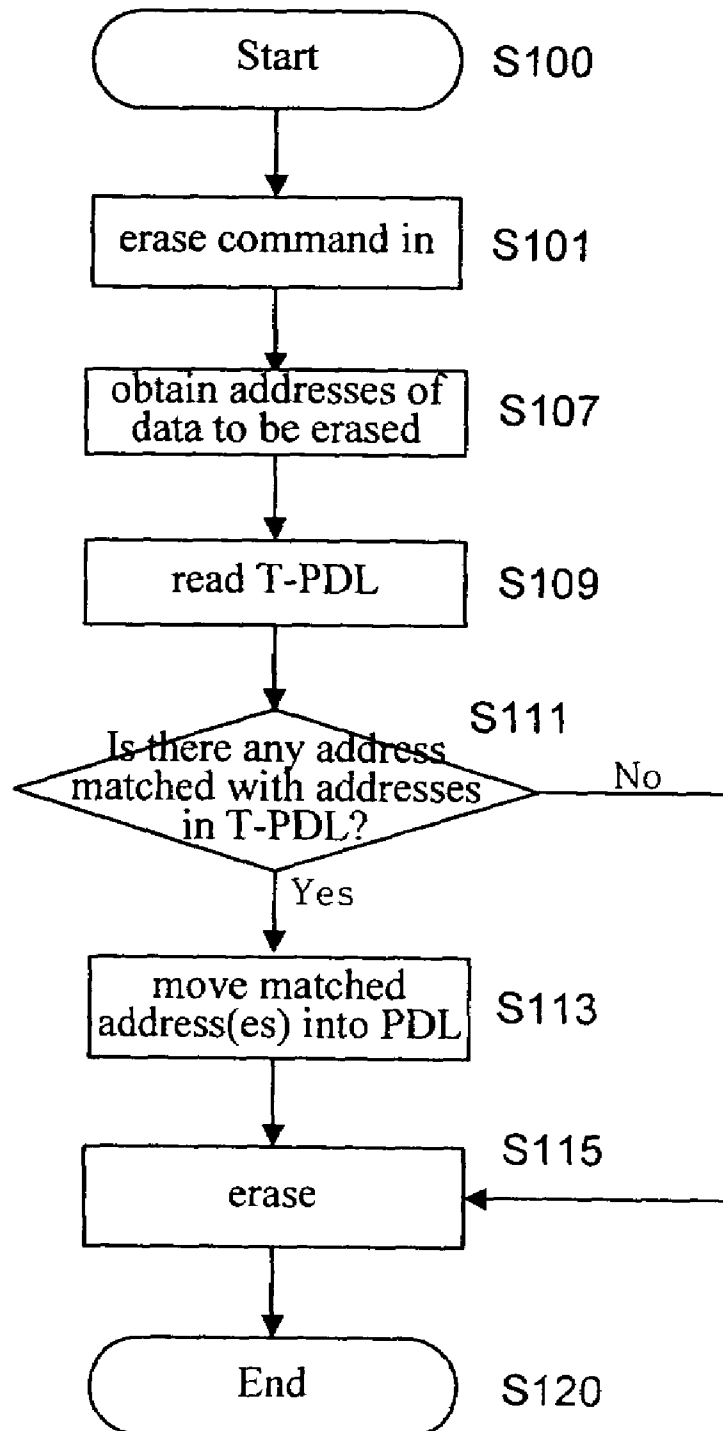 Start
S100
erase command in
S101
obtain addresses of
data to be erased
S107
read T-PDL
S109
S111
Is there any address
matched with addresses
in T-PDL?
No
Yes
move matched
address(es) into PDL
S113
S115
erase
End
S120